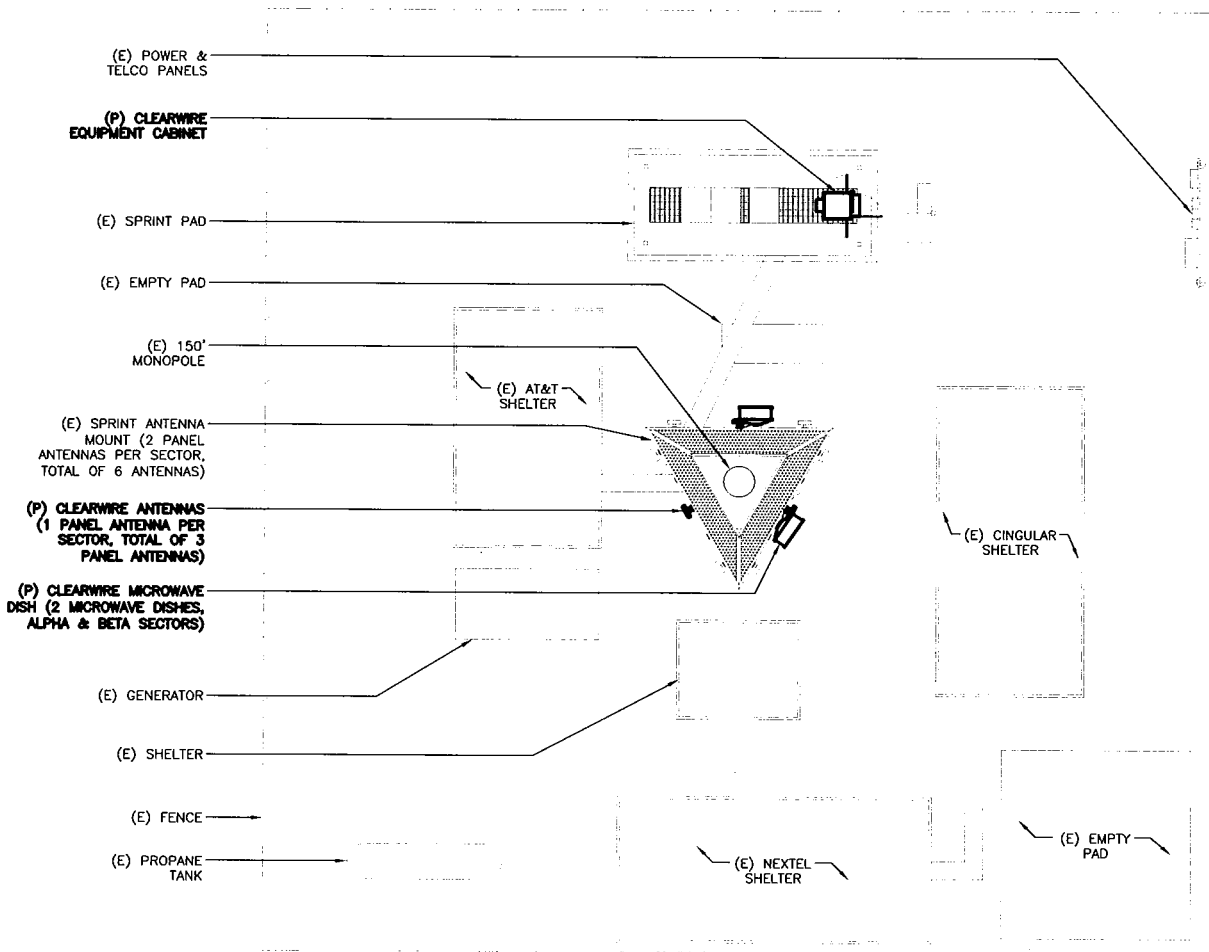 (E) POWER &
TELCO PANELS
(P) CLEARWIRE
EQUIPMENT CABINET
(E) SPRINT PAD
(E) EMPTY PAD
(E) 150'
MONOPOLE
(E) AT&T
SHELTER
(E) SPRINT ANTENNA
MOUNT (2 PANEL
ANTENNAS PER SECTOR,
TOTAL OF 6 ANTENNAS)
(P) CLEARWIRE ANTENNAS
(1 PANEL ANTENNA PER
SECTOR, TOTAL OF 3
PANEL ANTENNAS)
(E) CINGULAR
SHELTER
(P) CLEARWIRE MICROWAVE
DISH (2 MICROWAVE DISHES,
ALPHA & BETA SECTORS)
(E) GENERATOR
(E) SHELTER
(E) FENCE
(E) PROPANE
TANK
(E) NEXTEL
SHELTER
(E) EMPTY
PAD